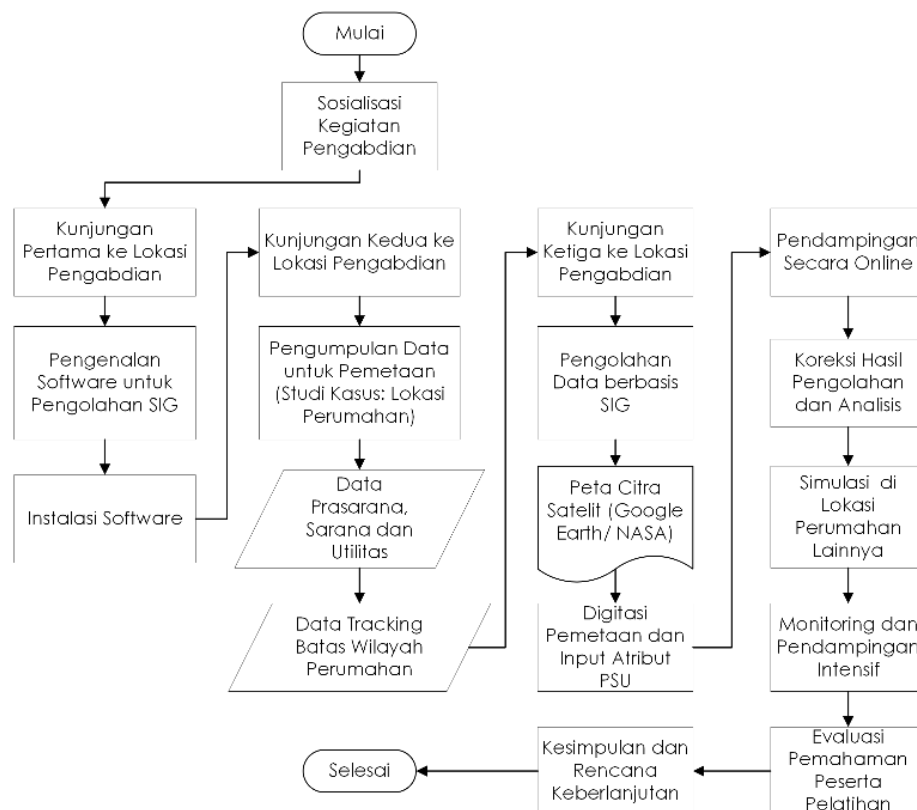 Mulai
Sosialisasi
Kegiatan
Pengabdian
Kunjungan
Pertama ke Lokasi
Pengabdian
Pengenalan
Software untuk
Pengolahan SIG
Instalasi Software
Kunjungan Kedua ke
Lokasi Pengabdian
Pengumpulan Data
untuk Pemetaan
(Studi Kasus: Lokasi
Perumahan)
Data
Prasarana,
Sarana dan
Utilitas
Data Tracking
Batas Wilayah
Perumahan
Kunjungan
Ketiga ke Lokasi
Pengabdian
Pengolahan
Data berbasis
SIG
Peta Citra
Satelit (Google
Earth/ NASA)
Digitasi
Pemetaan dan
Input Atribut
PSU
Pendampingan
Secara Online
Koreksi Hasil
Pengolahan
dan Analisis
Simulasi di
Lokasi
Perumahan
Lainnya
Monitoring dan
Pendampingan
Intensif
Evaluasi
Pemahaman
Peserta
Pelatihan
Kesimpulan dan
Rencana
Keberlanjutan
Selesai